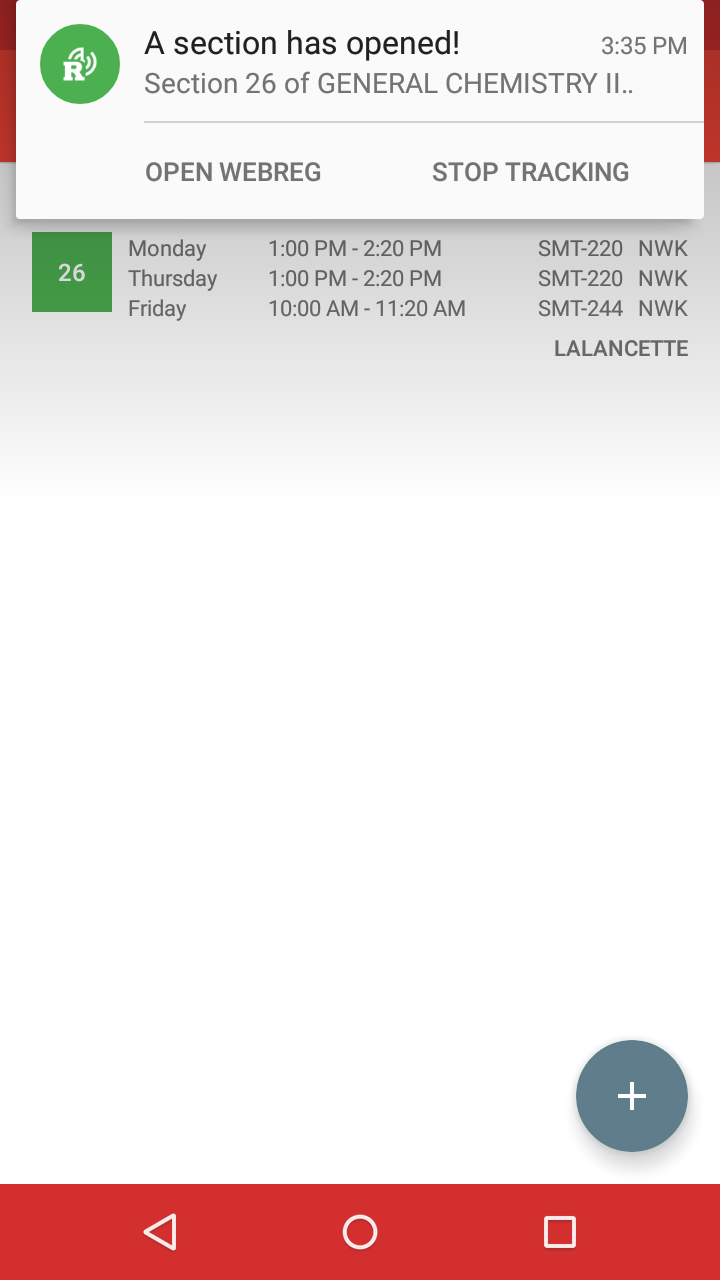 R
A section has opened! 3:35 PM
Section 26 of GENERAL CHEMISTRY II..
OPEN WEBREG STOP TRACKING
26
Monday 1:00 PM - 2:20 PM SMT-220 NWK
Thursday 1:00 PM - 2:20 PM SMT-220 NWK
Friday 10:00 AM - 11:20 AM SMT-244 NWK
LALANCETTE